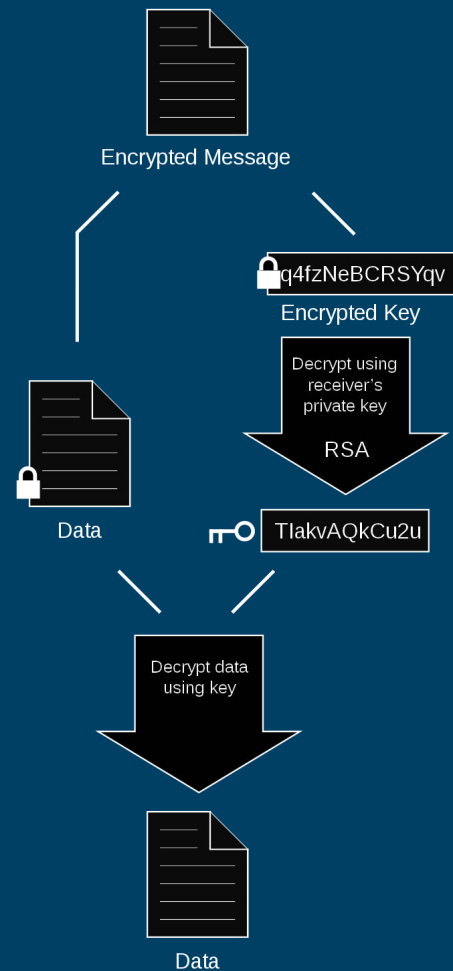 Encrypted Message
q4fzNeBCRSYqv
Encrypted Key
Decrypt using
receiver's
private key
RSA
Data
TIakvAQkCu2u
Decrypt data
using key
Data